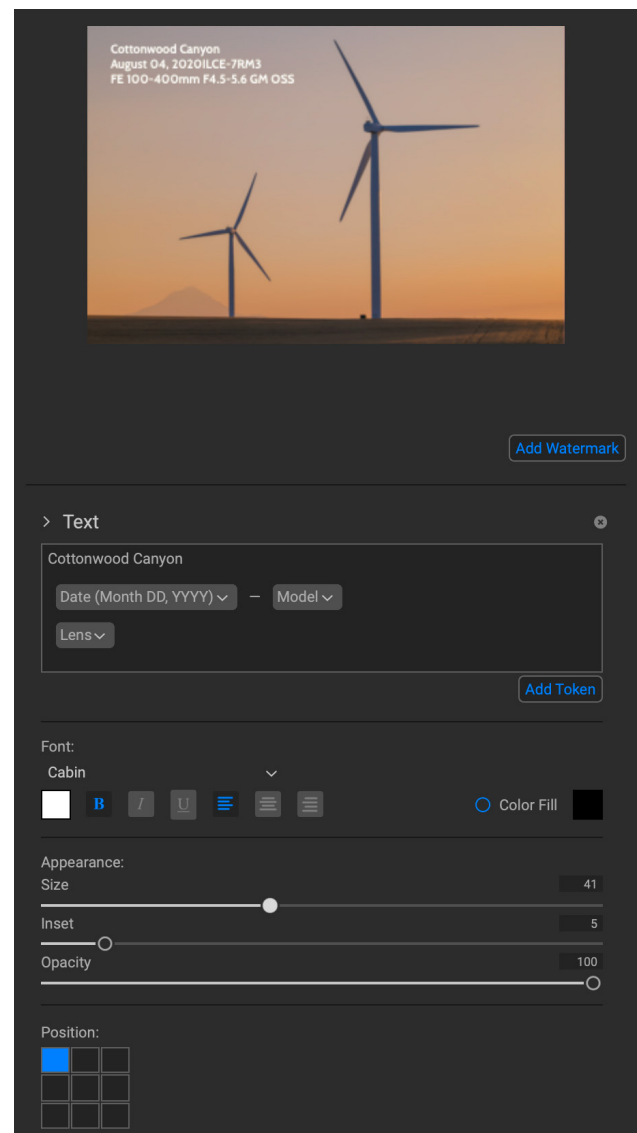 Cottonwood Canyon
August 04, 2020ILCE-7RM3
FE 100-400mm F4.5-5.6 GM OSS
Add Watermark
Text
Cottonwood Canyon
Date (Month DD, YYYY) — Model
Lens
Add Token
Font:
Cabin
B I U Color Fill
Appearance:
Size 41
Inset 5
Opacity 100
Position: